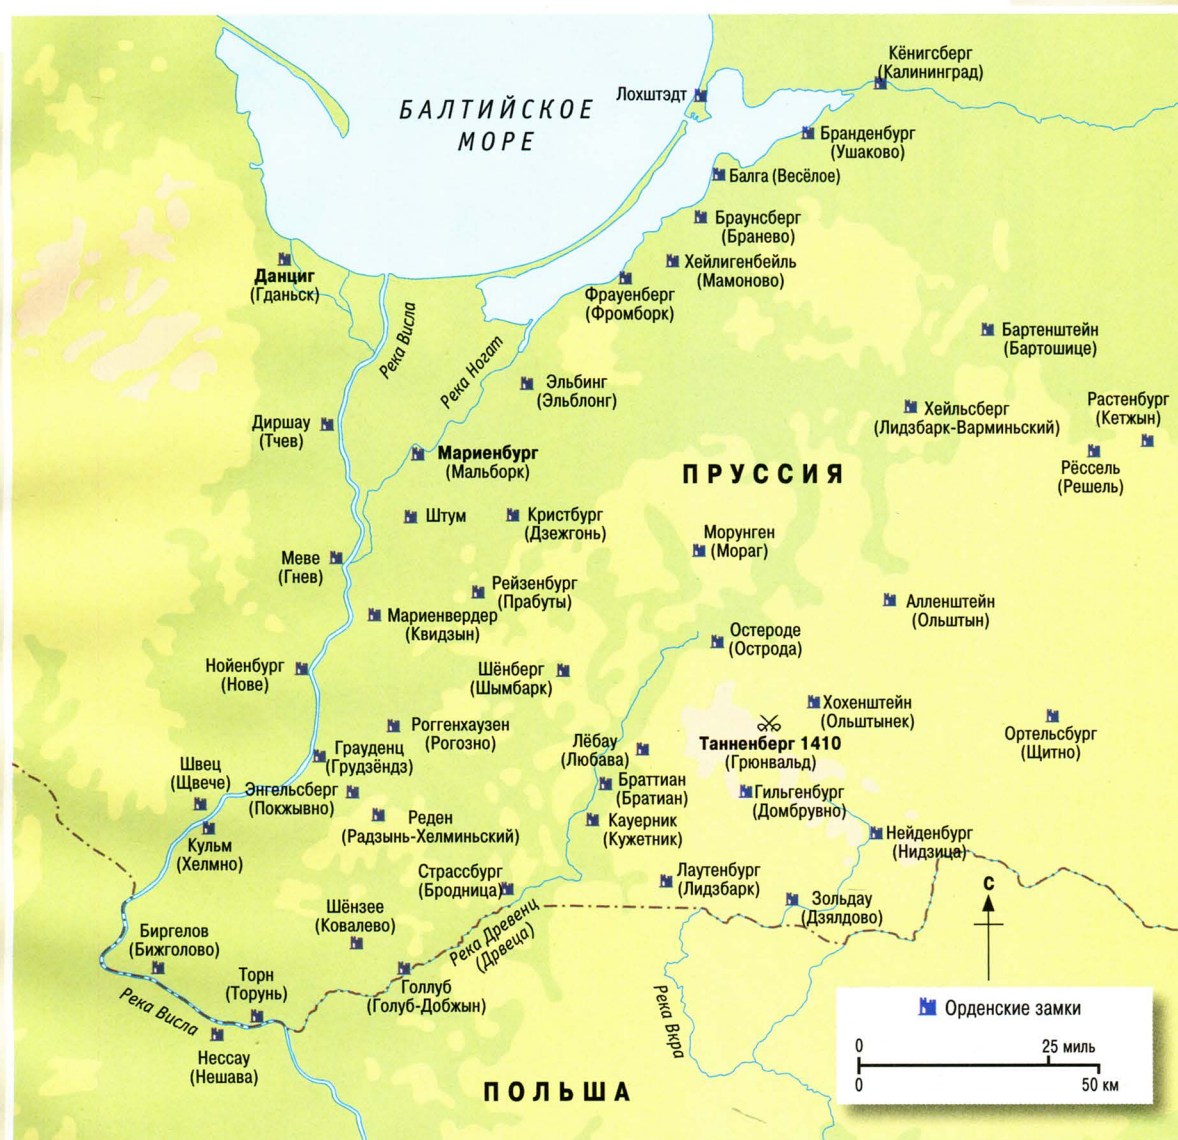 Кёнигсберг
(Калининград)
Лохштэдт
БАЛТИЙСКОЕ
МОРЕ
Бранденбург
(Ушаково)
Балга (Весёлое)
Браунсберг
(Бранево)
Хейлигенбейль
(Мамоново)
Данциг
(Гданьск)
Фрауенберг
(Фромборк)
Река Висла
Река Ногат
Бартенштейн
(Бартошице)
Эльбинг
(Эльблонг)
Хейльсберг
(Лидзбарк-Варминьский)
Растенбург
(Кетжын)
Диршау
(Тчев)
Мариенбург
(Мальборк)
ПРУССИЯ
Рёссель
(Решель)
Штум
Кристбург
(Дзежгонь)
Морунген
(Мораг)
Меве
(Гнев)
Рейзенбург
(Прабуты)
Мариенвердер
(Квидзын)
Алленштейн
(Ольштын)
Остероде
(Острода)
Нойенбург
(Нове)
Шёнберг
(Шымбарк)
Хохенштейн
(Ольштынек)
Роггенхаузен
(Рогозно)
Лёбау
(Любава)
Танненберг 1410
(Грюнвальд)
Ортельсбург
(Щитно)
Грауденц
(Грудзёндз)
Швец
(Щвече)
Энгельсберг
(Покжывно)
Браттиан
(Братиан)
Гильгенбург
(Домбрувно)
Реден
(Радзынь-Хелминьский)
Кауерник
(Кужетник)
Нейденбург
(Нидзица)
Кульм
(Хелмно)
Страссбург
(Бродница)
Лаутенбург
(Лидзбарк)
Зольдау
(Дзялдово)
С
Шёнзее
(Ковалево)
Река Древенц
(Дрвеца)
Биргелов
(Бижголово)
Торн
(Торунь)
Голлуб
(Голуб-Добжын)
Река Висла
Река Вкра
Нессау
(Нешава)
ПОЛЬША
Орденские замки
0
25 миль
0
50 км